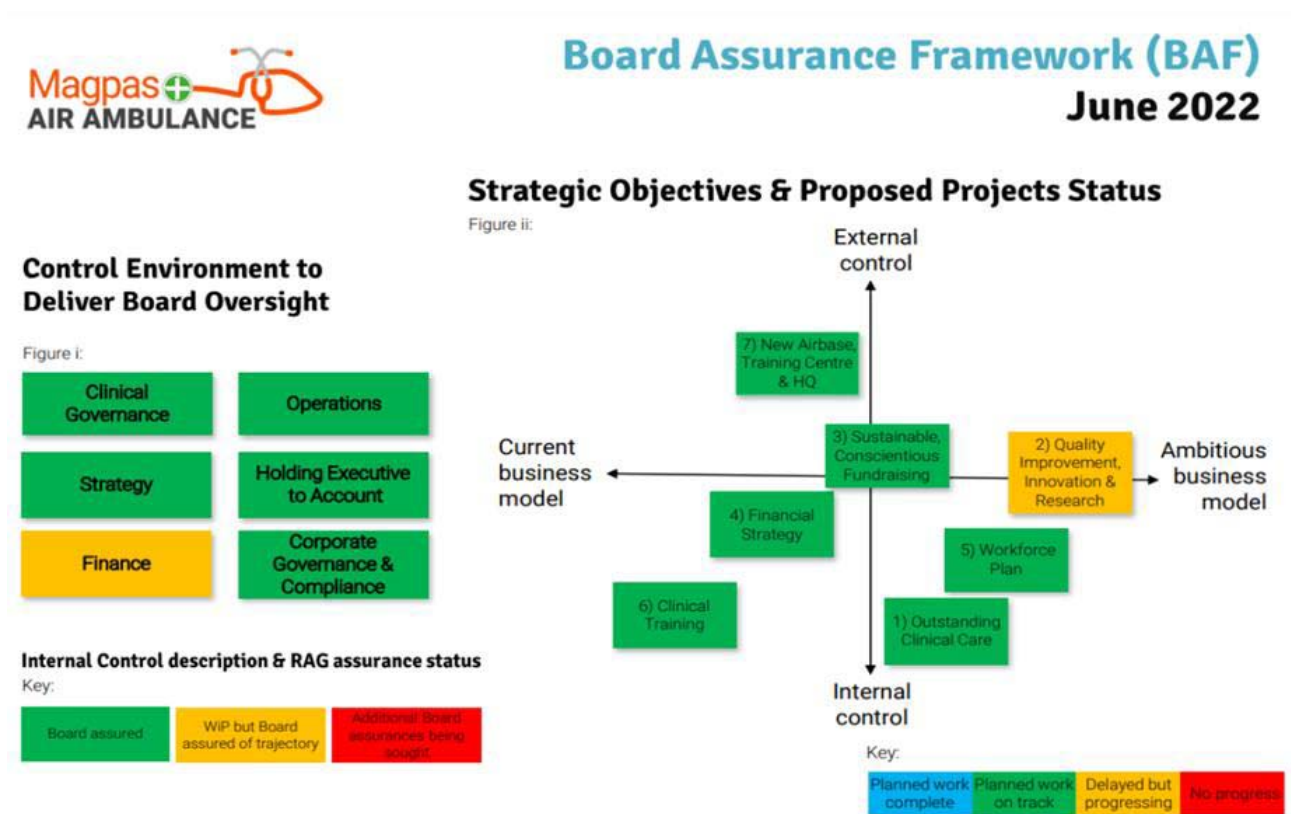 Magpas
AIR AMBULANCE
Board Assurance Framework (BAF)
June 2022
Strategic Objectives & Proposed Projects Status
Figure ii:
External
control
Control Environment to
Deliver Board Oversight
Figure i:
Clinical
Governance
Operations
Strategy
Holding Executive
to Account
Finance
Corporate
Governance &
Compliance
7) New Airbase,
Training Centre
& HQ
Current
business
model
3) Sustainable,
Conscientious
Fundraising
2) Quality
Improvement,
Innovation &
Research
Ambitious
business
model
4) Financial
Strategy
5) Workforce
Plan
6) Clinical
Training
1) Outstanding
Clinical Care
Internal
control
Internal Control description & RAG assurance status
Key:
Board assured
WiP but Board
assured of trajectory
Additional Board
assurances being
sought
Key:
Planned work
complete
Planned work
on track
Delayed but
progressing
No progress